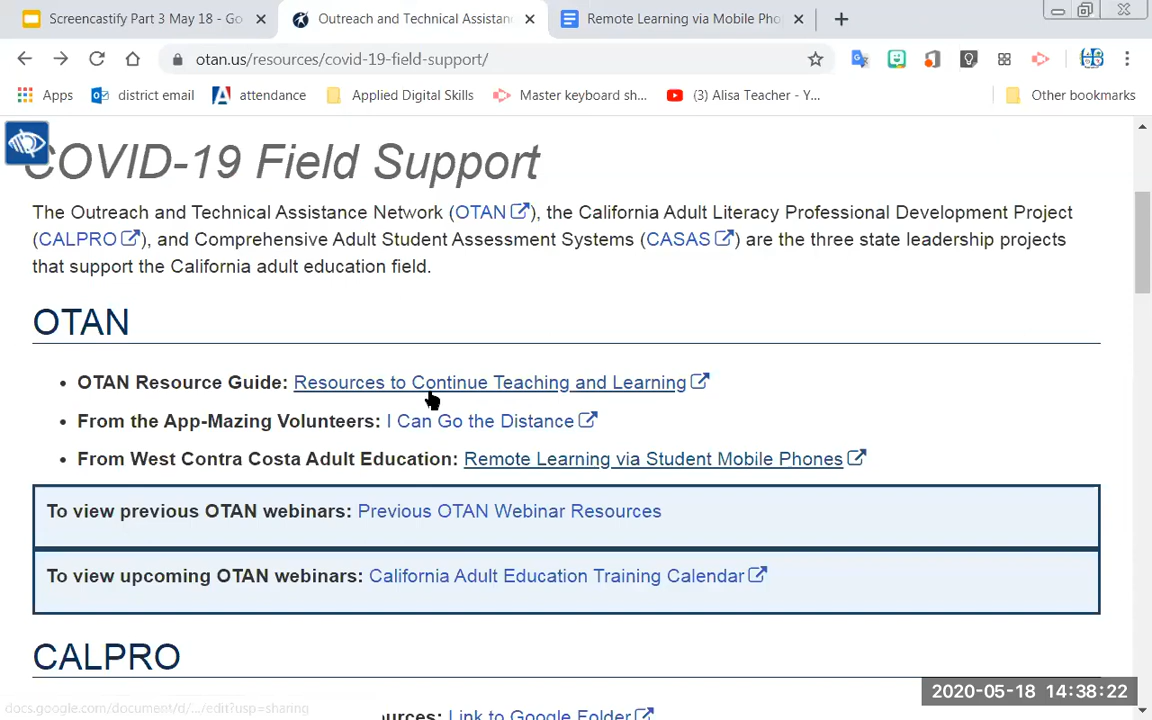 Screencastify Part 3 May 18 - Go
Outreach and Technical Assistan
Remote Learning via Mobile Pho
otan.us/resources/covid-19-field-support/
Apps
district email
attendance
Applied Digital Skills
Master keyboard sh...
(3) Alisa Teacher - Y...
Other bookmarks
COVID-19 Field Support
The Outreach and Technical Assistance Network (OTAN), the California Adult Literacy Professional Development Project
(CALPRO), and Comprehensive Adult Student Assessment Systems (CASAS) are the three state leadership projects
that support the California adult education field.
OTAN
• OTAN Resource Guide: Resources to Continue Teaching and Learning
• From the App-Mazing Volunteers: I Can Go the Distance
• From West Contra Costa Adult Education: Remote Learning via Student Mobile Phones
To view previous OTAN webinars: Previous OTAN Webinar Resources
To view upcoming OTAN webinars: California Adult Education Training Calendar
CALPRO
2020-05-18 14:38:22
docs.google.com/document/d/.../edit?usp=sharing
urces: Link to Google Folder